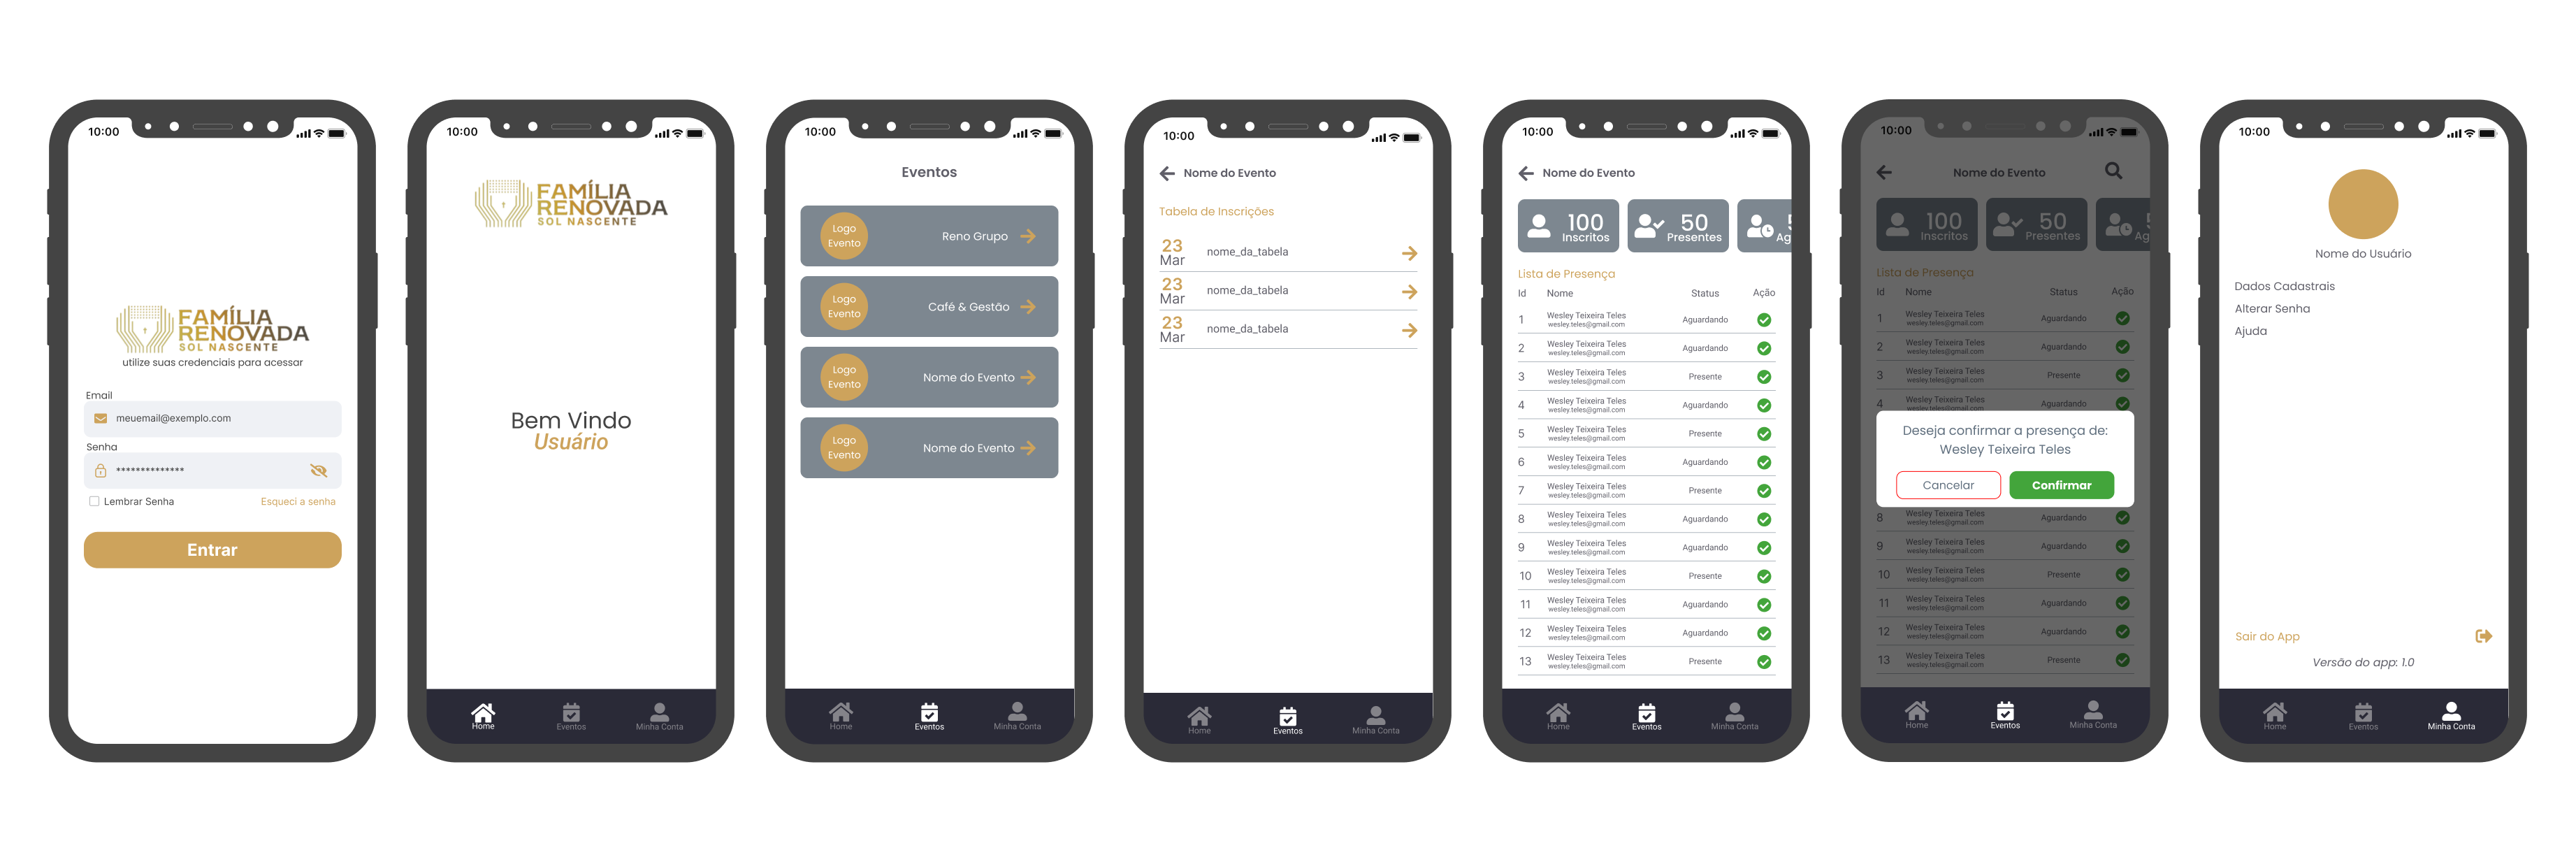 10:00
FAMÍLIA
RENOVADA
SOL NASCENTE
utilize suas credenciais para acessar
Email
meuemail@exemplo.com
Senha
**************
Lembrar Senha Esqueci a senha
Entrar
10:00
FAMÍLIA
RENOVADA
SOL NASCENTE
Bem Vindo
Usuário
Home Eventos Minha Conta
10:00
Eventos
Logo
Evento
Reno Grupo
Logo
Evento
Café & Gestão
Logo
Evento
Nome do Evento
Logo
Evento
Nome do Evento
Home Eventos Minha Conta
10:00
Nome do Evento
Tabela de Inscrições
23
Mar
nome_da_tabela
23
Mar
nome_da_tabela
23
Mar
nome_da_tabela
Home Eventos Minha Conta
10:00
Nome do Evento
100
Inscritos
50
Presentes
5
Ag
Lista de Presença
Id Nome Status Ação
1 Wesley Teixeira Teles Aguardando
wesley.teles@gmail.com
2 Wesley Teixeira Teles Aguardando
wesley.teles@gmail.com
3 Wesley Teixeira Teles Presente
wesley.teles@gmail.com
4 Wesley Teixeira Teles Aguardando
wesley.teles@gmail.com
5 Wesley Teixeira Teles Presente
wesley.teles@gmail.com
6 Wesley Teixeira Teles Aguardando
wesley.teles@gmail.com
7 Wesley Teixeira Teles Presente
wesley.teles@gmail.com
8 Wesley Teixeira Teles Aguardando
wesley.teles@gmail.com
9 Wesley Teixeira Teles Aguardando
wesley.teles@gmail.com
10 Wesley Teixeira Teles Presente
wesley.teles@gmail.com
11 Wesley Teixeira Teles Aguardando
wesley.teles@gmail.com
12 Wesley Teixeira Teles Aguardando
wesley.teles@gmail.com
13 Wesley Teixeira Teles Presente
wesley.teles@gmail.com
Home Eventos Minha Conta
10:00
Nome do Evento
100
Inscritos
50
Presentes
5
Ag
Lista de Presença
Id Nome Status Ação
1 Wesley Teixeira Teles Aguardando
wesley.teles@gmail.com
2 Wesley Teixeira Teles Aguardando
wesley.teles@gmail.com
3 Wesley Teixeira Teles Presente
wesley.teles@gmail.com
4 Wesley Teixeira Teles Aguardando
wesley.teles@gmail.com
Deseja confirmar a presença de:
Wesley Teixeira Teles
Cancelar Confirmar
8 Wesley Teixeira Teles Aguardando
wesley.teles@gmail.com
9 Wesley Teixeira Teles Aguardando
wesley.teles@gmail.com
10 Wesley Teixeira Teles Presente
wesley.teles@gmail.com
11 Wesley Teixeira Teles Aguardando
wesley.teles@gmail.com
12 Wesley Teixeira Teles Aguardando
wesley.teles@gmail.com
13 Wesley Teixeira Teles Presente
wesley.teles@gmail.com
Home Eventos Minha Conta
10:00
Nome do Usuário
Dados Cadastrais
Alterar Senha
Ajuda
Sair do App
Versão do app: 1.0
Home Eventos Minha Conta